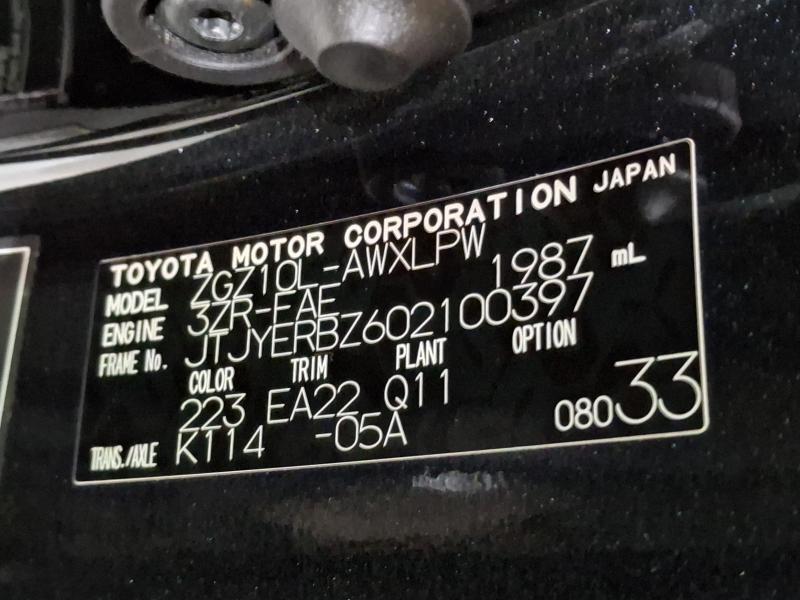 TOYOTA MOTOR CORPORATION JAPAN
MODEL ZGZ10L-AWXLPW
ENGINE 3ZR-FAE 1987 mL
FRAME No. JTJYERBZ602100397
COLOR TRIM PLANT OPTION
223 EA22 Q11
TRANS./AXLE K114 -05A 08033